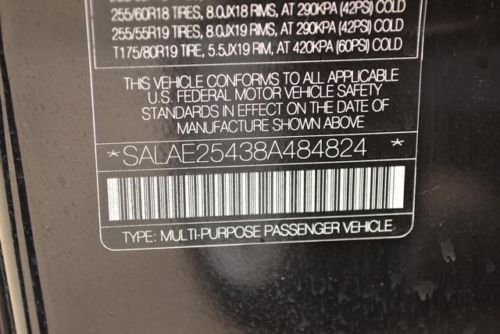 255/60R18 TIRES, 8.0JX18 RIMS, AT 290KPA (42PSI) COLD
255/55R19 TIRES, 8.0JX19 RIMS, AT 290KPA (42PSI) COLD
T175/80R19 TIRE, 5.5JX19 RIM, AT 420KPA (60PSI) COLD
THIS VEHICLE CONFORMS TO ALL APPLICABLE
U.S. FEDERAL MOTOR VEHICLE SAFETY
STANDARDS IN EFFECT ON THE DATE OF
MANUFACTURE SHOWN ABOVE
*SALAE25438A484824 *
TYPE: MULTI-PURPOSE PASSENGER VEHICLE